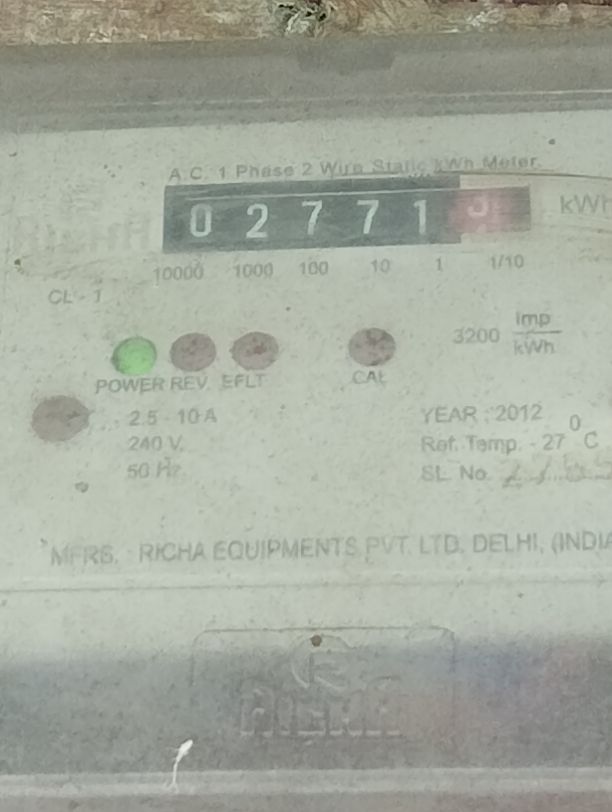 A.C. 1 Phase 2 Wire Static kWh Meter.
0 2 7 7 1 kWh
10000 1000 100 10 1 1/10
CL - 1
3200 imp
kWh
POWER REV. EFLT CAL
2.5 - 10 A
240 V.
50 Hz.
YEAR : 2012
Ref. Temp. - 27 0 C
SL. No.
MFRS. RICHA EQUIPMENTS PVT. LTD. DELHI, (INDIA
RICHA